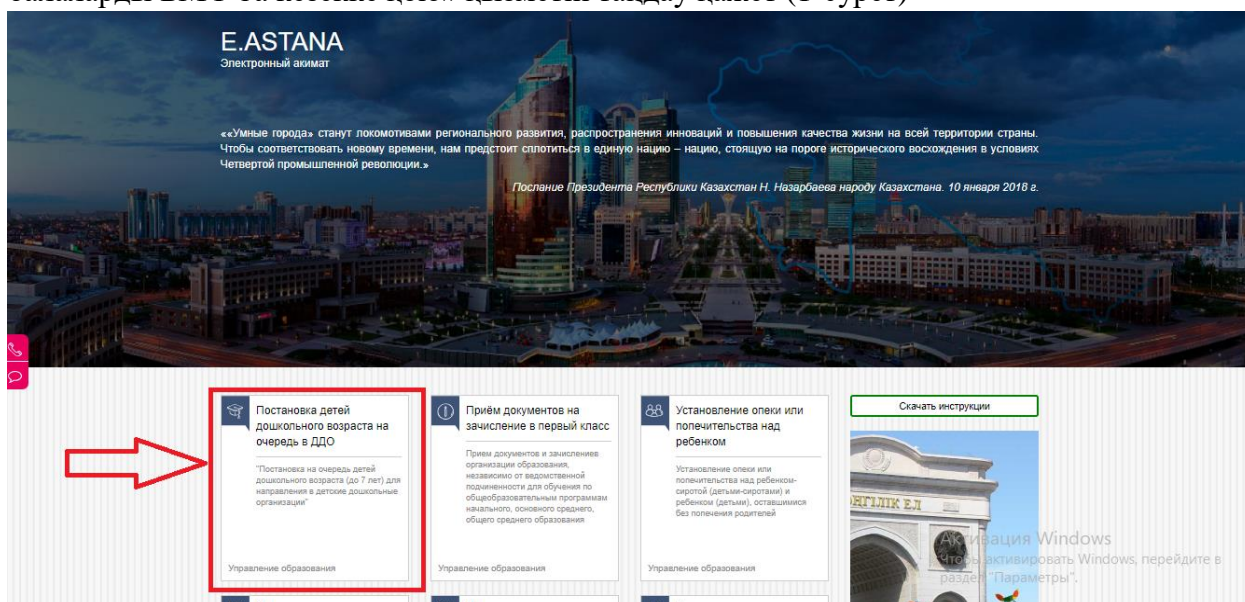 E.ASTANA
Электронный акимат
««Умные города» станут локомотивами регионального развития, распространения инноваций и повышения качества жизни на всей территории страны.
Чтобы соответствовать новому времени, нам предстоит сплотиться в единую нацию – нацию, стоящую на пороге исторического восхождения в условиях
Четвертой промышленной революции.»
Послание Президента Республики Казахстан Н. Назарбаева народу Казахстана. 10 января 2018 г.
Постановка детей
дошкольного возраста на
очередь в ДДО
"Постановка на очередь детей
дошкольного возраста (до 7 лет) для
направления в детские дошкольные
организации"
Управление образования
Приём документов на
зачисление в первый класс
Прием документов и зачислениев
организации образования,
независимо от ведомственной
подчиненности для обучения по
общеобразовательным программам
начального, основного среднего,
общего среднего образования
Управление образования
Установление опеки или
попечительства над
ребенком
Установление опеки или
попечительства над ребенком-
сиротой (детьми-сиротами) и
ребенком (детьми), оставшимися
без попечения родителей
Управление образования
Скачать инструкции
ӘҢГІЛІК ЕЛ
Активация Windows
Чтобы активировать Windows, перейдите в
раздел "Параметры".